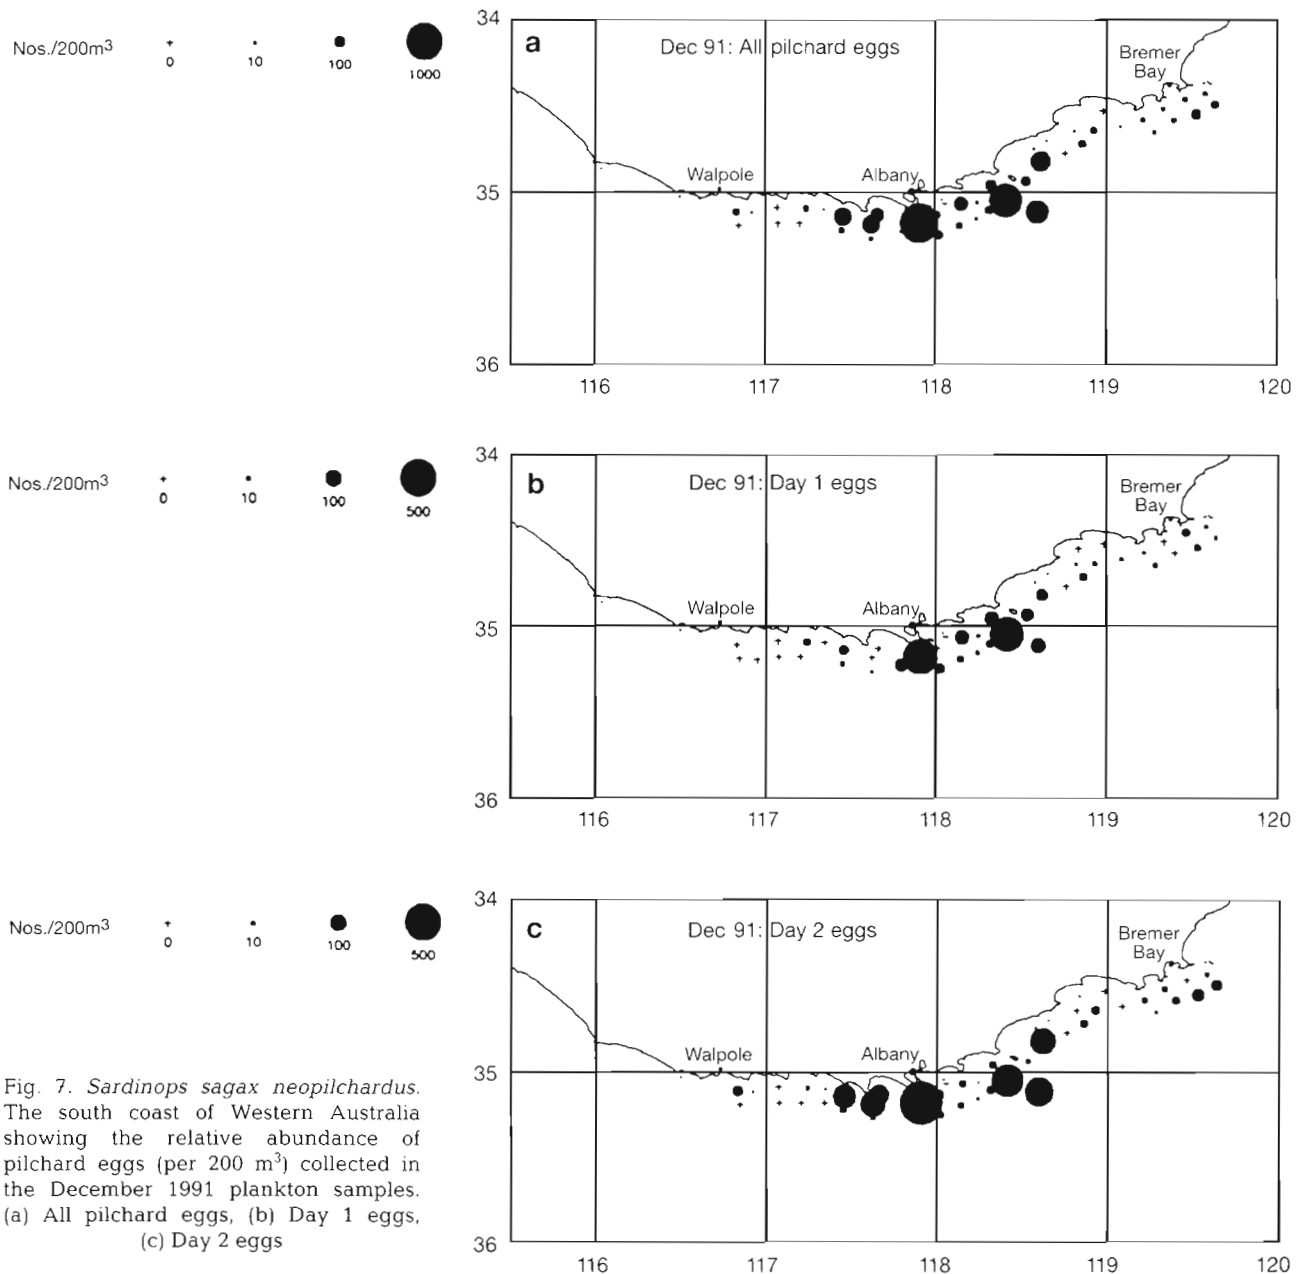 Nos./200m3
0
10
100
1000
34
35
36
a
Dec 91: All pilchard eggs
Bremer
Bay
Walpole
Albany
116
117
118
119
120
Nos./200m3
0
10
100
500
34
35
36
b
Dec 91: Day 1 eggs
Bremer
Bay
Walpole
Albany
116
117
118
119
120
Nos./200m3
0
10
100
500
34
35
36
c
Dec 91: Day 2 eggs
Bremer
Bay
Walpole
Albany
116
117
118
119
120
Fig. 7. Sardinops sagax neopilchardus.
The south coast of Western Australia
showing the relative abundance of
pilchard eggs (per 200 m³) collected in
the December 1991 plankton samples.
(a) All pilchard eggs, (b) Day 1 eggs,
(c) Day 2 eggs